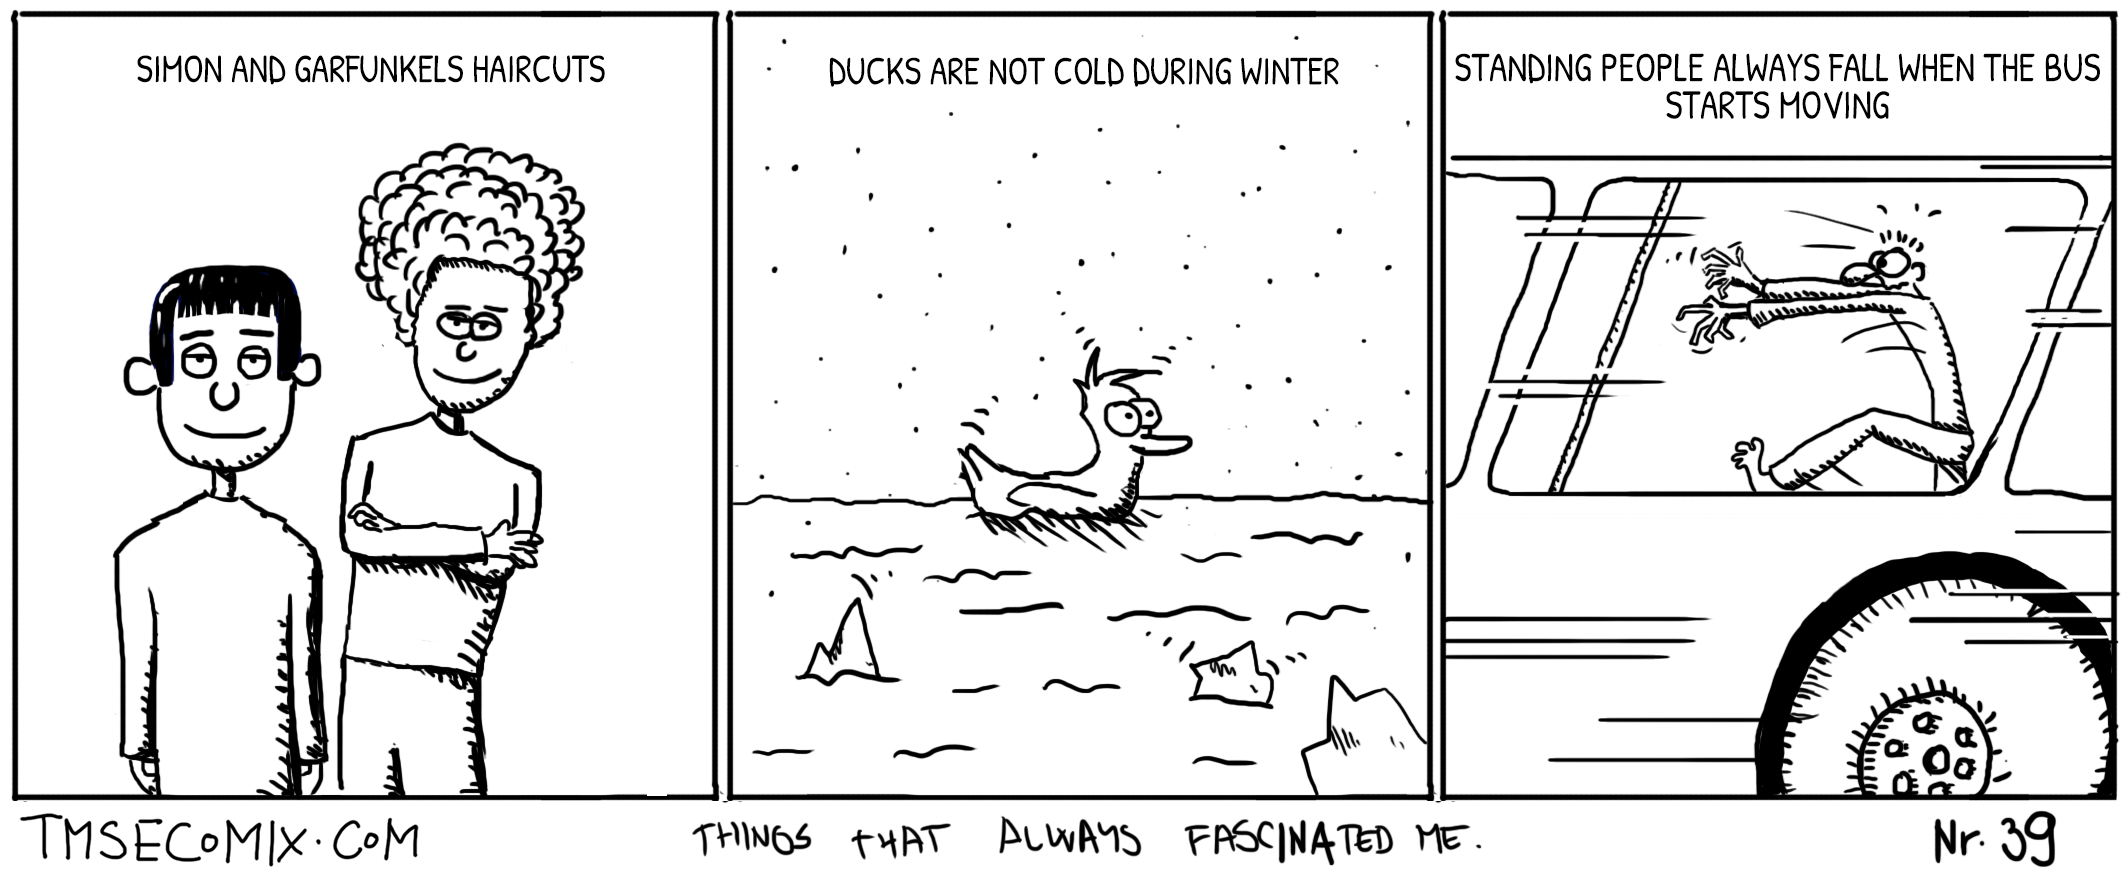 SIMON AND GARFUNKELS HAIRCUTS
DUCKS ARE NOT COLD DURING WINTER
STANDING PEOPLE ALWAYS FALL WHEN THE BUS
STARTS MOVING
TMSECOMIX.COM
THINGS THAT ALWAYS FASCINATED ME.
Nr. 39